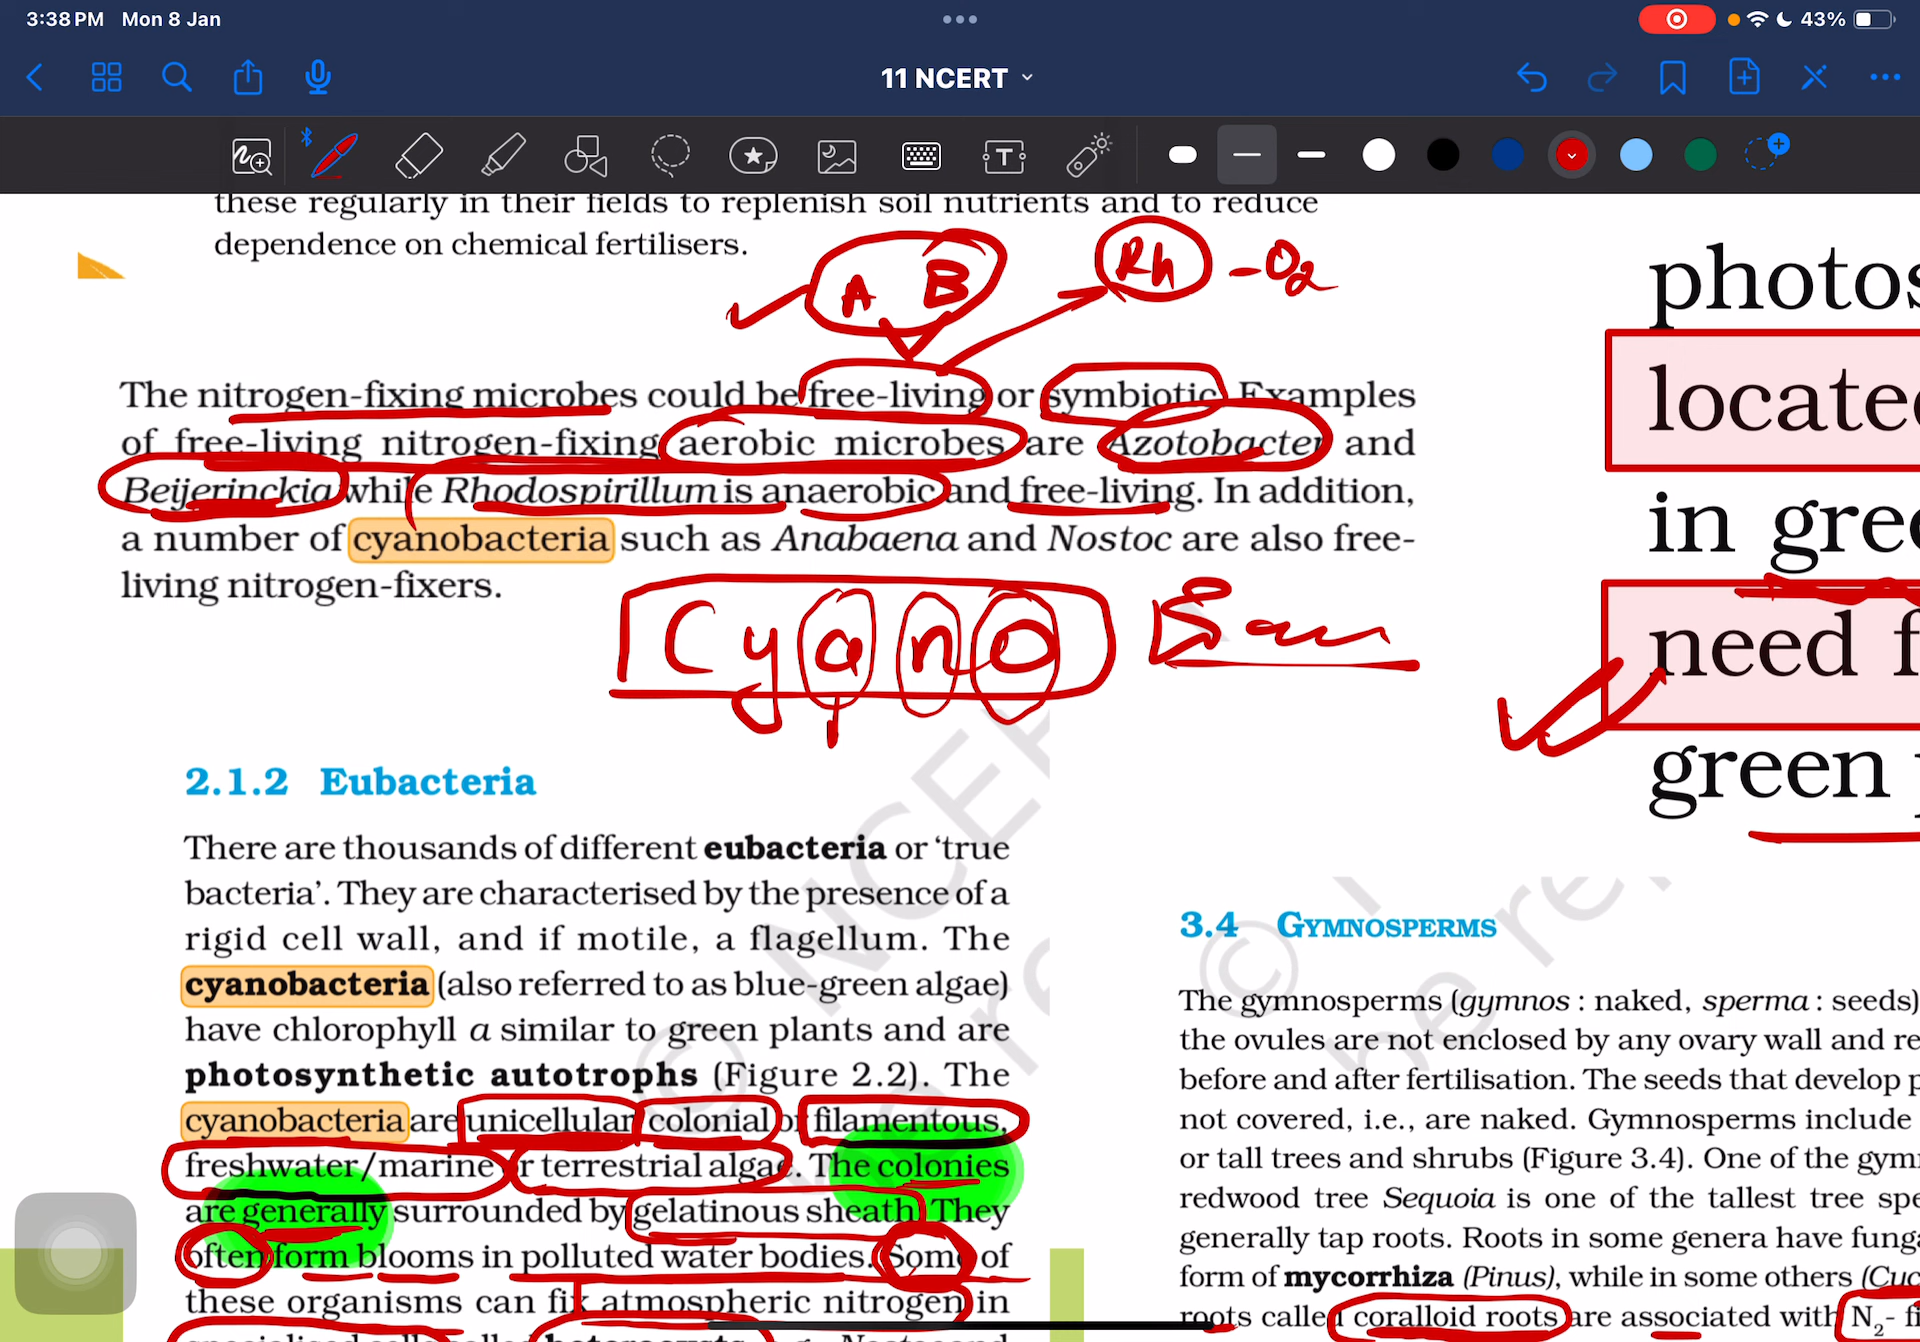 3:38 PM Mon 8 Jan
43%
11 NCERT
these regularly in their fields to replenish soil nutrients and to reduce
dependence on chemical fertilisers.
A B
Rh -O2
The nitrogen-fixing microbes could be free-living or symbiotic. Examples
of free-living nitrogen-fixing aerobic microbes are Azotobacter and
Beijerinckia while Rhodospirillum is anaerobic and free-living. In addition,
a number of cyanobacteria such as Anabaena and Nostoc are also free-
living nitrogen-fixers.
Cyano
2.1.2 Eubacteria
There are thousands of different eubacteria or ‘true
bacteria’. They are characterised by the presence of a
rigid cell wall, and if motile, a flagellum. The
cyanobacteria (also referred to as blue-green algae)
have chlorophyll a similar to green plants and are
photosynthetic autotrophs (Figure 2.2). The
cyanobacteria are unicellular, colonial or filamentous,
freshwater/marine or terrestrial algae. The colonies
are generally surrounded by gelatinous sheath. They
often form blooms in polluted water bodies. Some of
these organisms can fix atmospheric nitrogen in
photos
located
in gree
need f
green
3.4 GYMNOSPERMS
The gymnosperms (gymnos : naked, sperma : seeds)
the ovules are not enclosed by any ovary wall and re
before and after fertilisation. The seeds that develop p
not covered, i.e., are naked. Gymnosperms include
or tall trees and shrubs (Figure 3.4). One of the gym
redwood tree Sequoia is one of the tallest tree spe
generally tap roots. Roots in some genera have funga
form of mycorrhiza (Pinus), while in some others (Cyc
roots called coralloid roots are associated with N2- fi
© NCER
© N